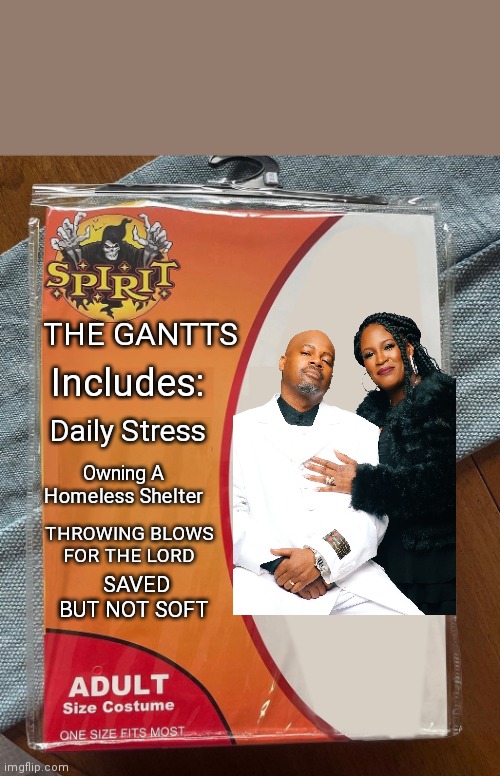 SPIRIT
THE GANTTS
Includes:
Daily Stress
Owning A
Homeless Shelter
THROWING BLOWS
FOR THE LORD
SAVED
BUT NOT SOFT
ADULT
Size Costume
ONE SIZE FITS MOST
imgflip.com